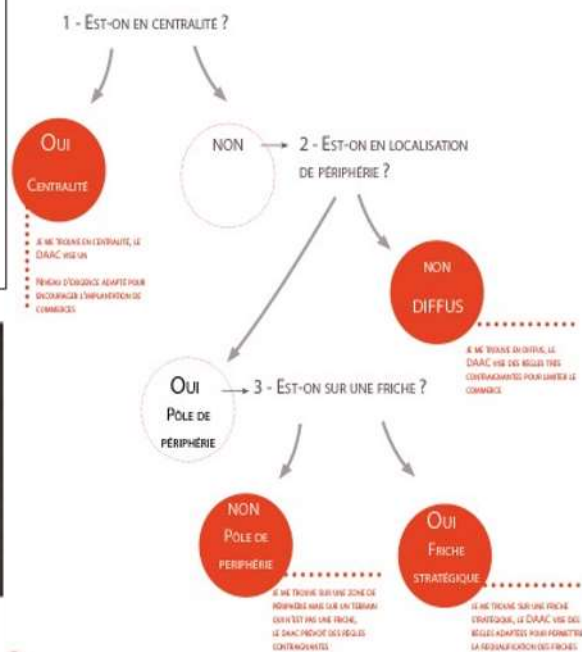 1 - EST-ON EN CENTRALITÉ ?
OUI
CENTRALITÉ
NON
2 - EST-ON EN LOCALISATION
DE PÉRIPHÉRIE ?
JE ME TROUVE EN CENTRALITÉ, LE
DAAC VISE UN
NIVEAU D'EXIGENCE ADAPTÉ POUR
ENCOURAGER L'IMPLANTATION DE
COMMERCES
NON
DIFFUS
JE ME TROUVE EN DIFFUS, LE
DAAC VISE DES RÈGLES TRÈS
CONTRAIGNANTES POUR LIMITER LE
COMMERCE
OUI
PÔLE DE
PÉRIPHÉRIE
3 - EST-ON SUR UNE FRICHE ?
NON
PÔLE DE
PERIPHÉRIE
OUI
FRICHE
STRATÉGIQUE
JE ME TROUVE SUR UNE ZONE DE
PÉRIPHÉRIE MAIS SUR UN TERRAIN
QUI N'EST PAS UNE FRICHE,
LE DAAC PRÉVOIT DES RÈGLES
CONTRAIGNANTES
JE ME TROUVE SUR UNE FRICHE
STRATÉGIQUE, LE DAAC VISE DES
RÈGLES ADAPTÉES POUR PERMETTRE
LA REQUALIFICATION DES FRICHES